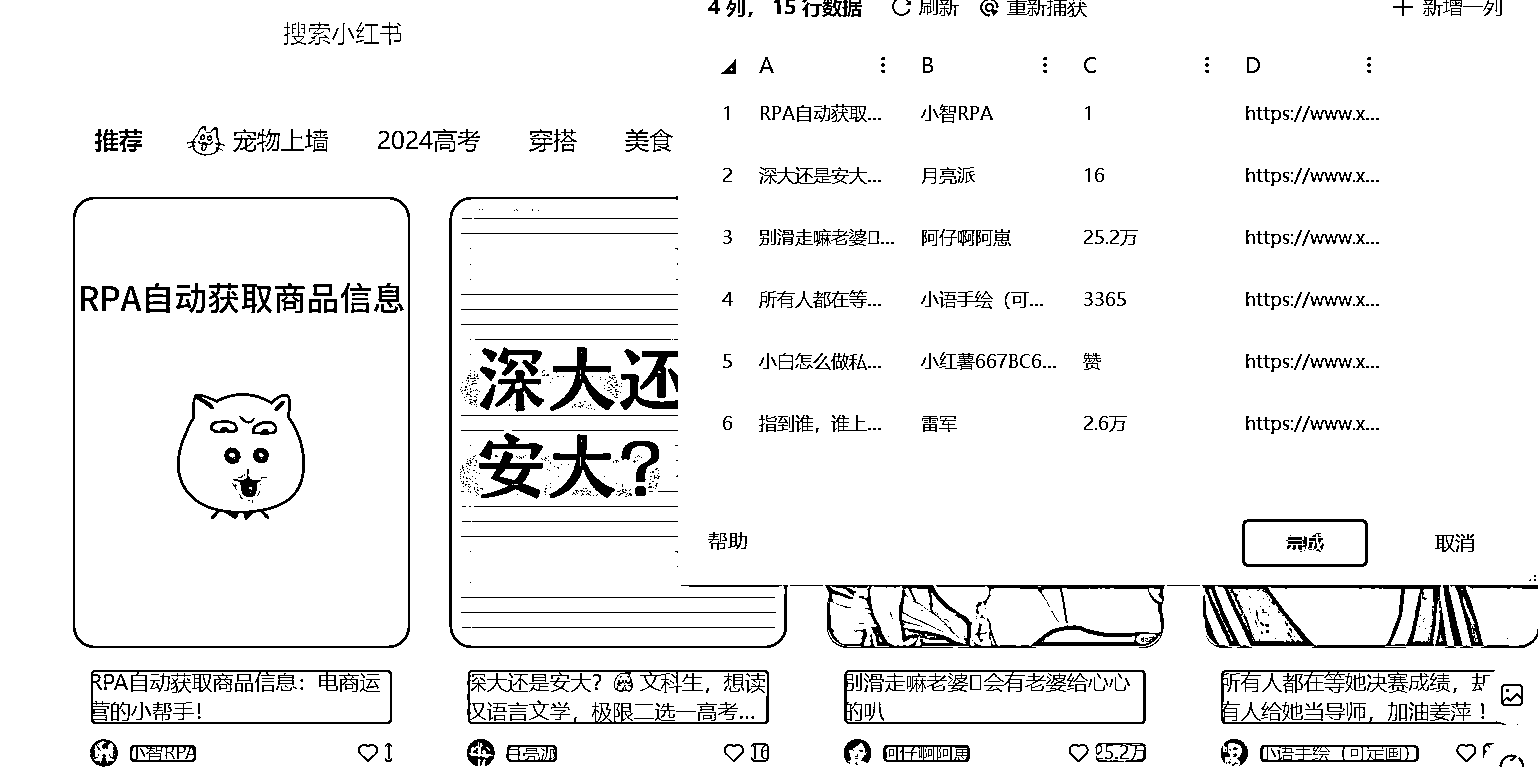 搜索小红书
推荐 宠物上墙 2024高考 穿搭 美食
RPA自动获取商品信息
深大还
安大?
4 列, 15 行数据 刷新 重新捕获 新增一列
A B C D
1 RPA自动获取... 小智RPA 1 https://www.x...
2 深大还是安大... 月亮派 16 https://www.x...
3 别滑走嘛老婆▯... 阿仔啊阿崽 25.2万 https://www.x...
4 所有人都在等... 小语手绘（可... 3365 https://www.x...
5 小白怎么做私... 小红薯667BC6... 赞 https://www.x...
6 指到谁，谁上... 雷军 2.6万 https://www.x...
帮助 完成 取消
RPA自动获取商品信息：电商运
营的小帮手！
小智RPA 1
深大还是安大？ 文科生，想读
汉语言文学，极限二选一高考...
月亮派 16
别滑走嘛老婆▯会有老婆给心心
的叭
阿仔啊阿崽 25.2万
所有人都在等她决赛成绩，
有人给她当导师，加油姜萍！
小语手绘（可定画）